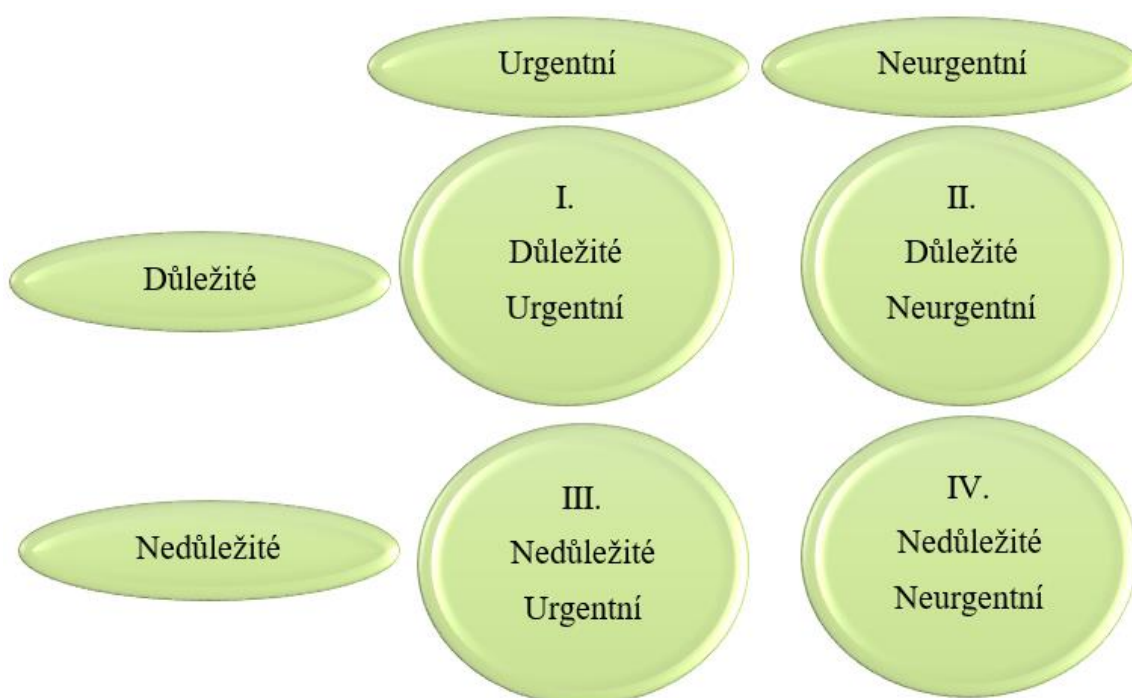 Urgentní
Neurgentní
Důležité
I.
Důležité
Urgentní
II.
Důležité
Neurgentní
Nedůležité
III.
Nedůležité
Urgentní
IV.
Nedůležité
Neurgentní